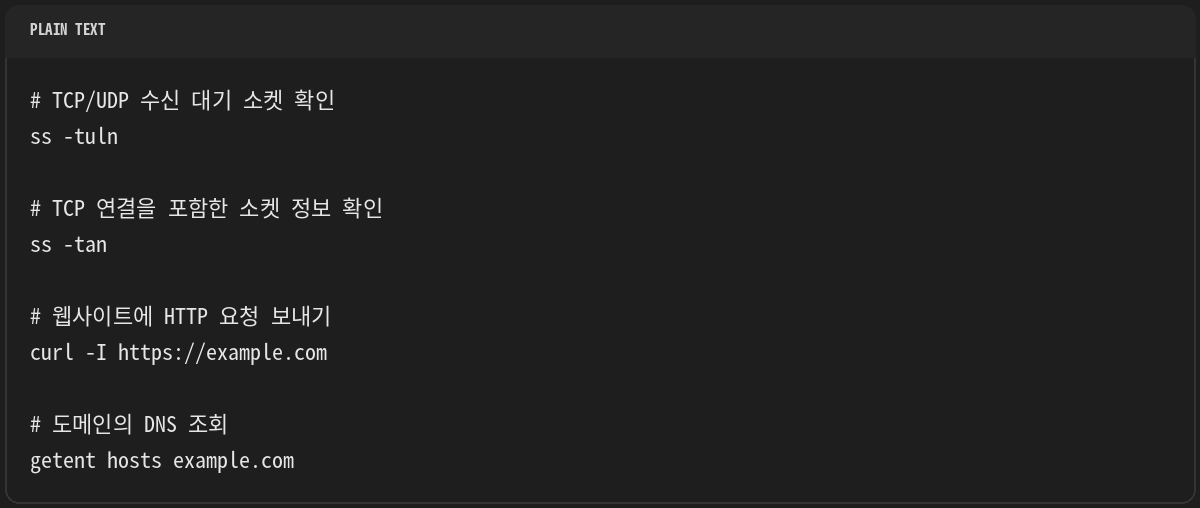 PLAIN TEXT
# TCP/UDP 수신 대기 소켓 확인
ss -tuln
# TCP 연결을 포함한 소켓 정보 확인
ss -tan
# 웹사이트에 HTTP 요청 보내기
curl -I https://example.com
# 도메인의 DNS 조회
getent hosts example.com